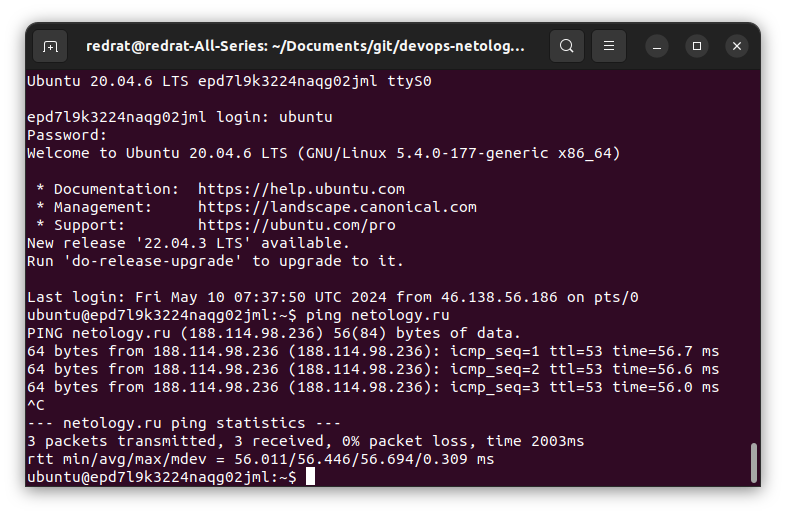 redrat@redrat-All-Series: ~/Documents/git/devops-netolog...
Ubuntu 20.04.6 LTS epd7l9k3224naqg02jml ttyS0
epd7l9k3224naqg02jml login: ubuntu
Password:
Welcome to Ubuntu 20.04.6 LTS (GNU/Linux 5.4.0-177-generic x86_64)
 * Documentation:  https://help.ubuntu.com
 * Management:     https://landscape.canonical.com
 * Support:        https://ubuntu.com/pro
New release '22.04.3 LTS' available.
Run 'do-release-upgrade' to upgrade to it.
Last login: Fri May 10 07:37:50 UTC 2024 from 46.138.56.186 on pts/0
ubuntu@epd7l9k3224naqg02jml:~$ ping netology.ru
PING netology.ru (188.114.98.236) 56(84) bytes of data.
64 bytes from 188.114.98.236 (188.114.98.236): icmp_seq=1 ttl=53 time=56.7 ms
64 bytes from 188.114.98.236 (188.114.98.236): icmp_seq=2 ttl=53 time=56.6 ms
64 bytes from 188.114.98.236 (188.114.98.236): icmp_seq=3 ttl=53 time=56.0 ms
^C
--- netology.ru ping statistics ---
3 packets transmitted, 3 received, 0% packet loss, time 2003ms
rtt min/avg/max/mdev = 56.011/56.446/56.694/0.309 ms
ubuntu@epd7l9k3224naqg02jml:~$